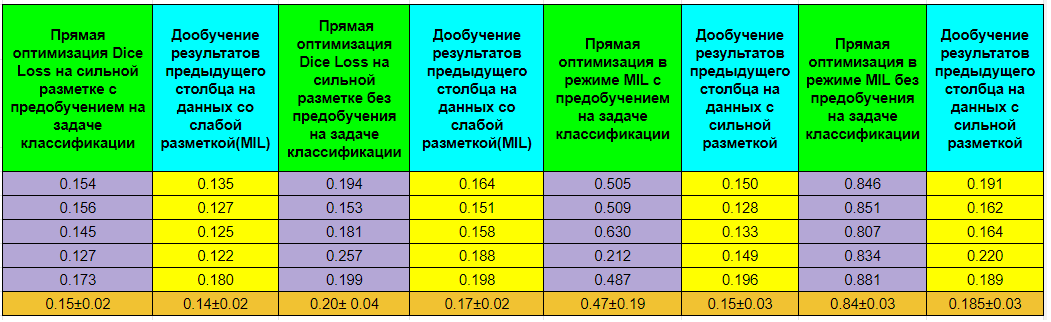 Прямая
оптимизация Dice
Loss на сильной
разметке с
предобучением на
задаче
классификации
Дообучение
результатов
предыдущего
столбца на
данных со
слабой
разметкой(MIL)
Прямая
оптимизация
Dice Loss на
сильной
разметке без
предобучения
на задаче
классификации
Дообучение
результатов
предыдущего
столбца на
данных со
слабой
разметкой(MIL)
Прямая
оптимизация в
режиме MIL с
предобучением
на задаче
классификации
Дообучение
результатов
предыдущего
столбца на
данных с
сильной
разметкой
Прямая
оптимизация в
режиме MIL без
предобучения
на задаче
классификации
Дообучение
результатов
предыдущего
столбца на
данных с
сильной
разметкой
0.154 0.135 0.194 0.164 0.505 0.150 0.846 0.191
0.156 0.127 0.153 0.151 0.509 0.128 0.851 0.162
0.145 0.125 0.181 0.158 0.630 0.133 0.807 0.164
0.127 0.122 0.257 0.188 0.212 0.149 0.834 0.220
0.173 0.180 0.199 0.198 0.487 0.196 0.881 0.189
0.15±0.02 0.14±0.02 0.20± 0.04 0.17±0.02 0.47±0.19 0.15±0.03 0.84±0.03 0.185±0.03